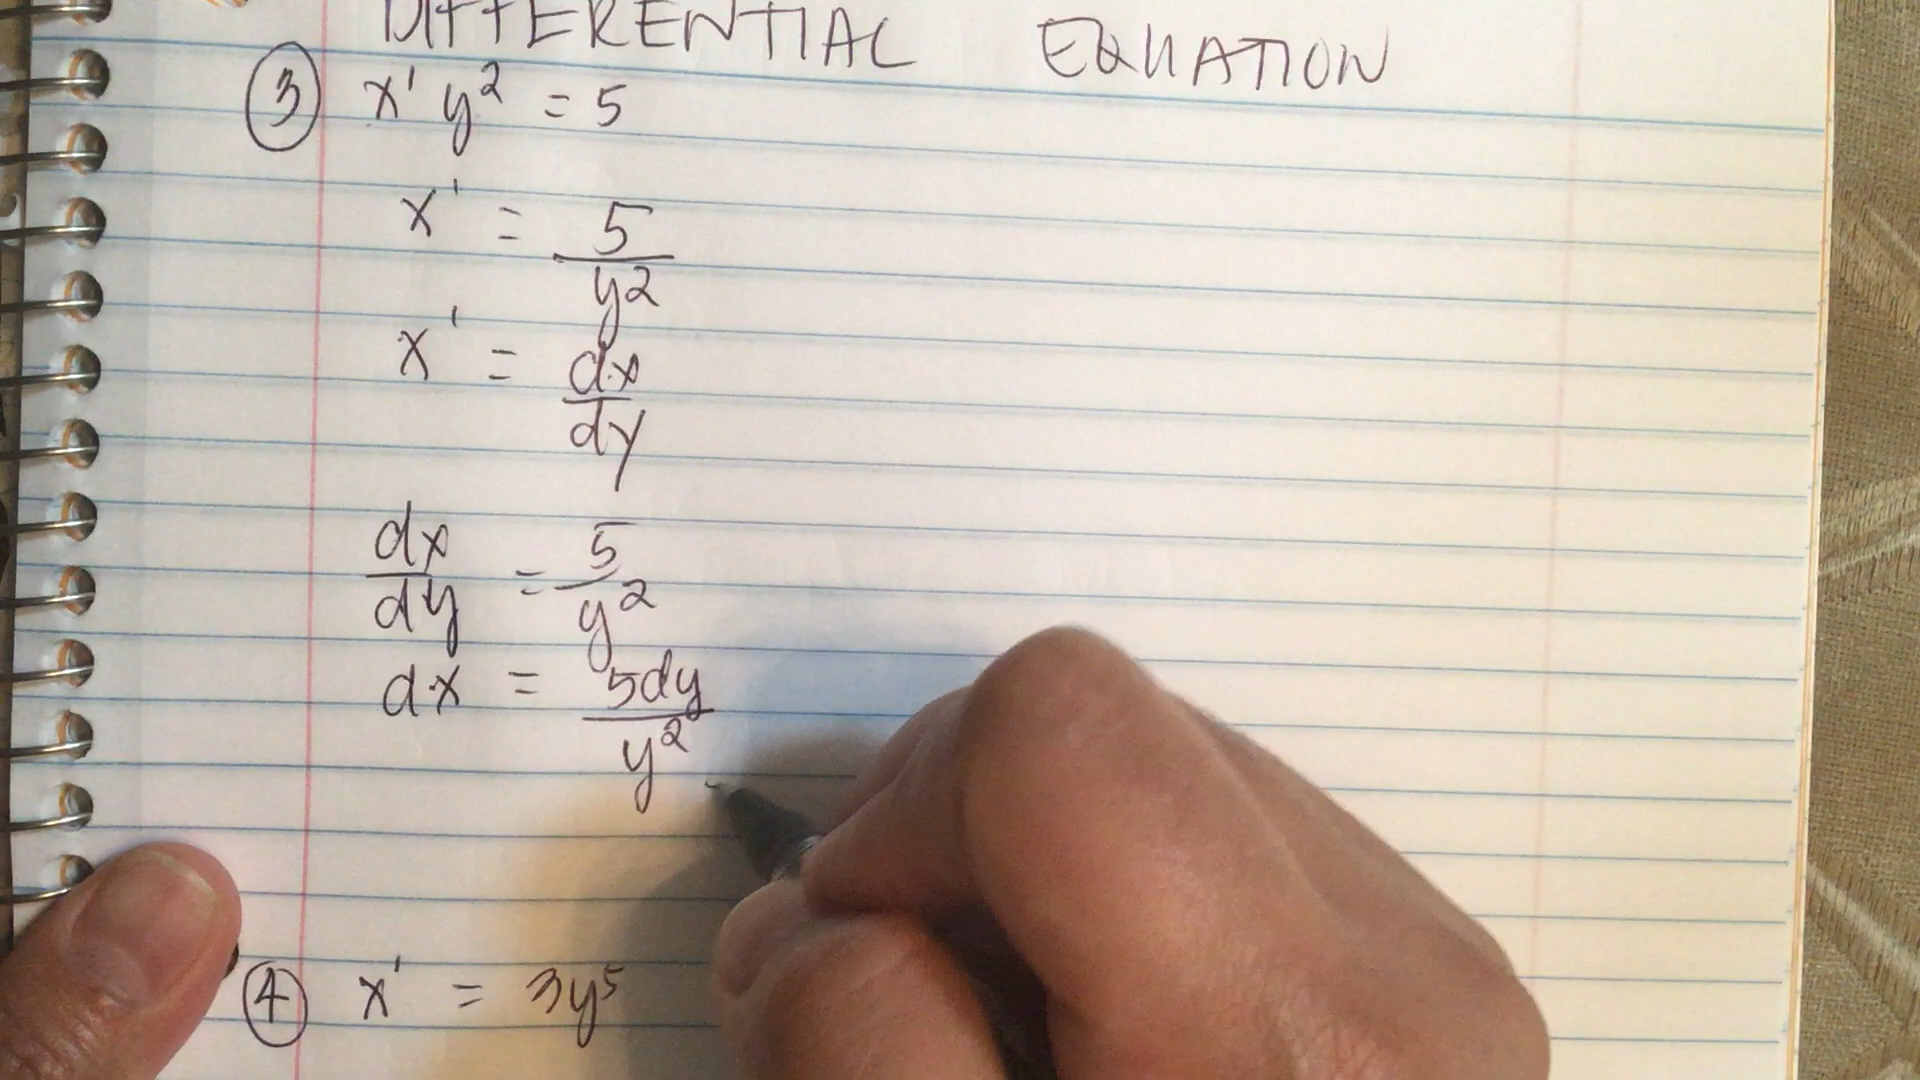 DIFFERENTIAL EQUATION
③ x' y² = 5
x' = 5/y²
x' = dx/dy
dx/dy = 5/y²
dx = 5dy/y²
④ x' = 3y⁵